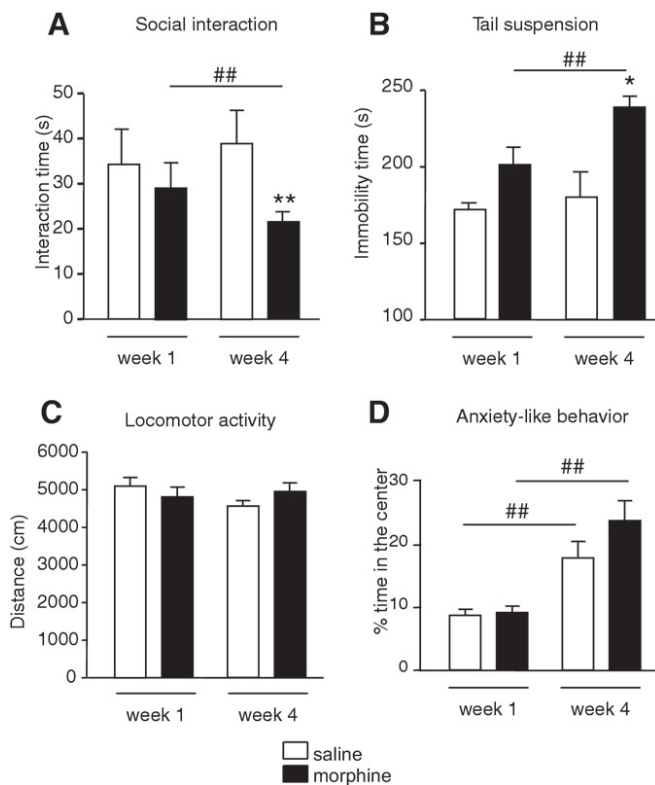 A Social interaction
##
50
40
30
20
10
0
Interaction time (s)
**
week 1 week 4
B Tail suspension
##
*
250
200
150
100
Immobility time (s)
week 1 week 4
C Locomotor activity
6000
5000
4000
3000
2000
1000
0
Distance (cm)
week 1 week 4
D Anxiety-like behavior
##
##
30
20
10
0
% time in the center
week 1 week 4
saline
morphine